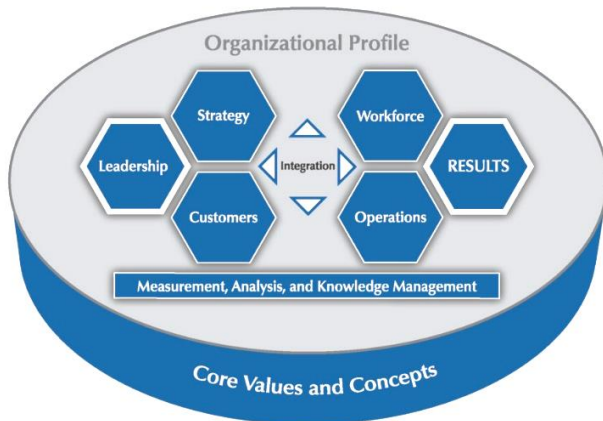 Organizational Profile
Strategy
Workforce
Leadership
Integration
RESULTS
Customers
Operations
Measurement, Analysis, and Knowledge Management
Core Values and Concepts